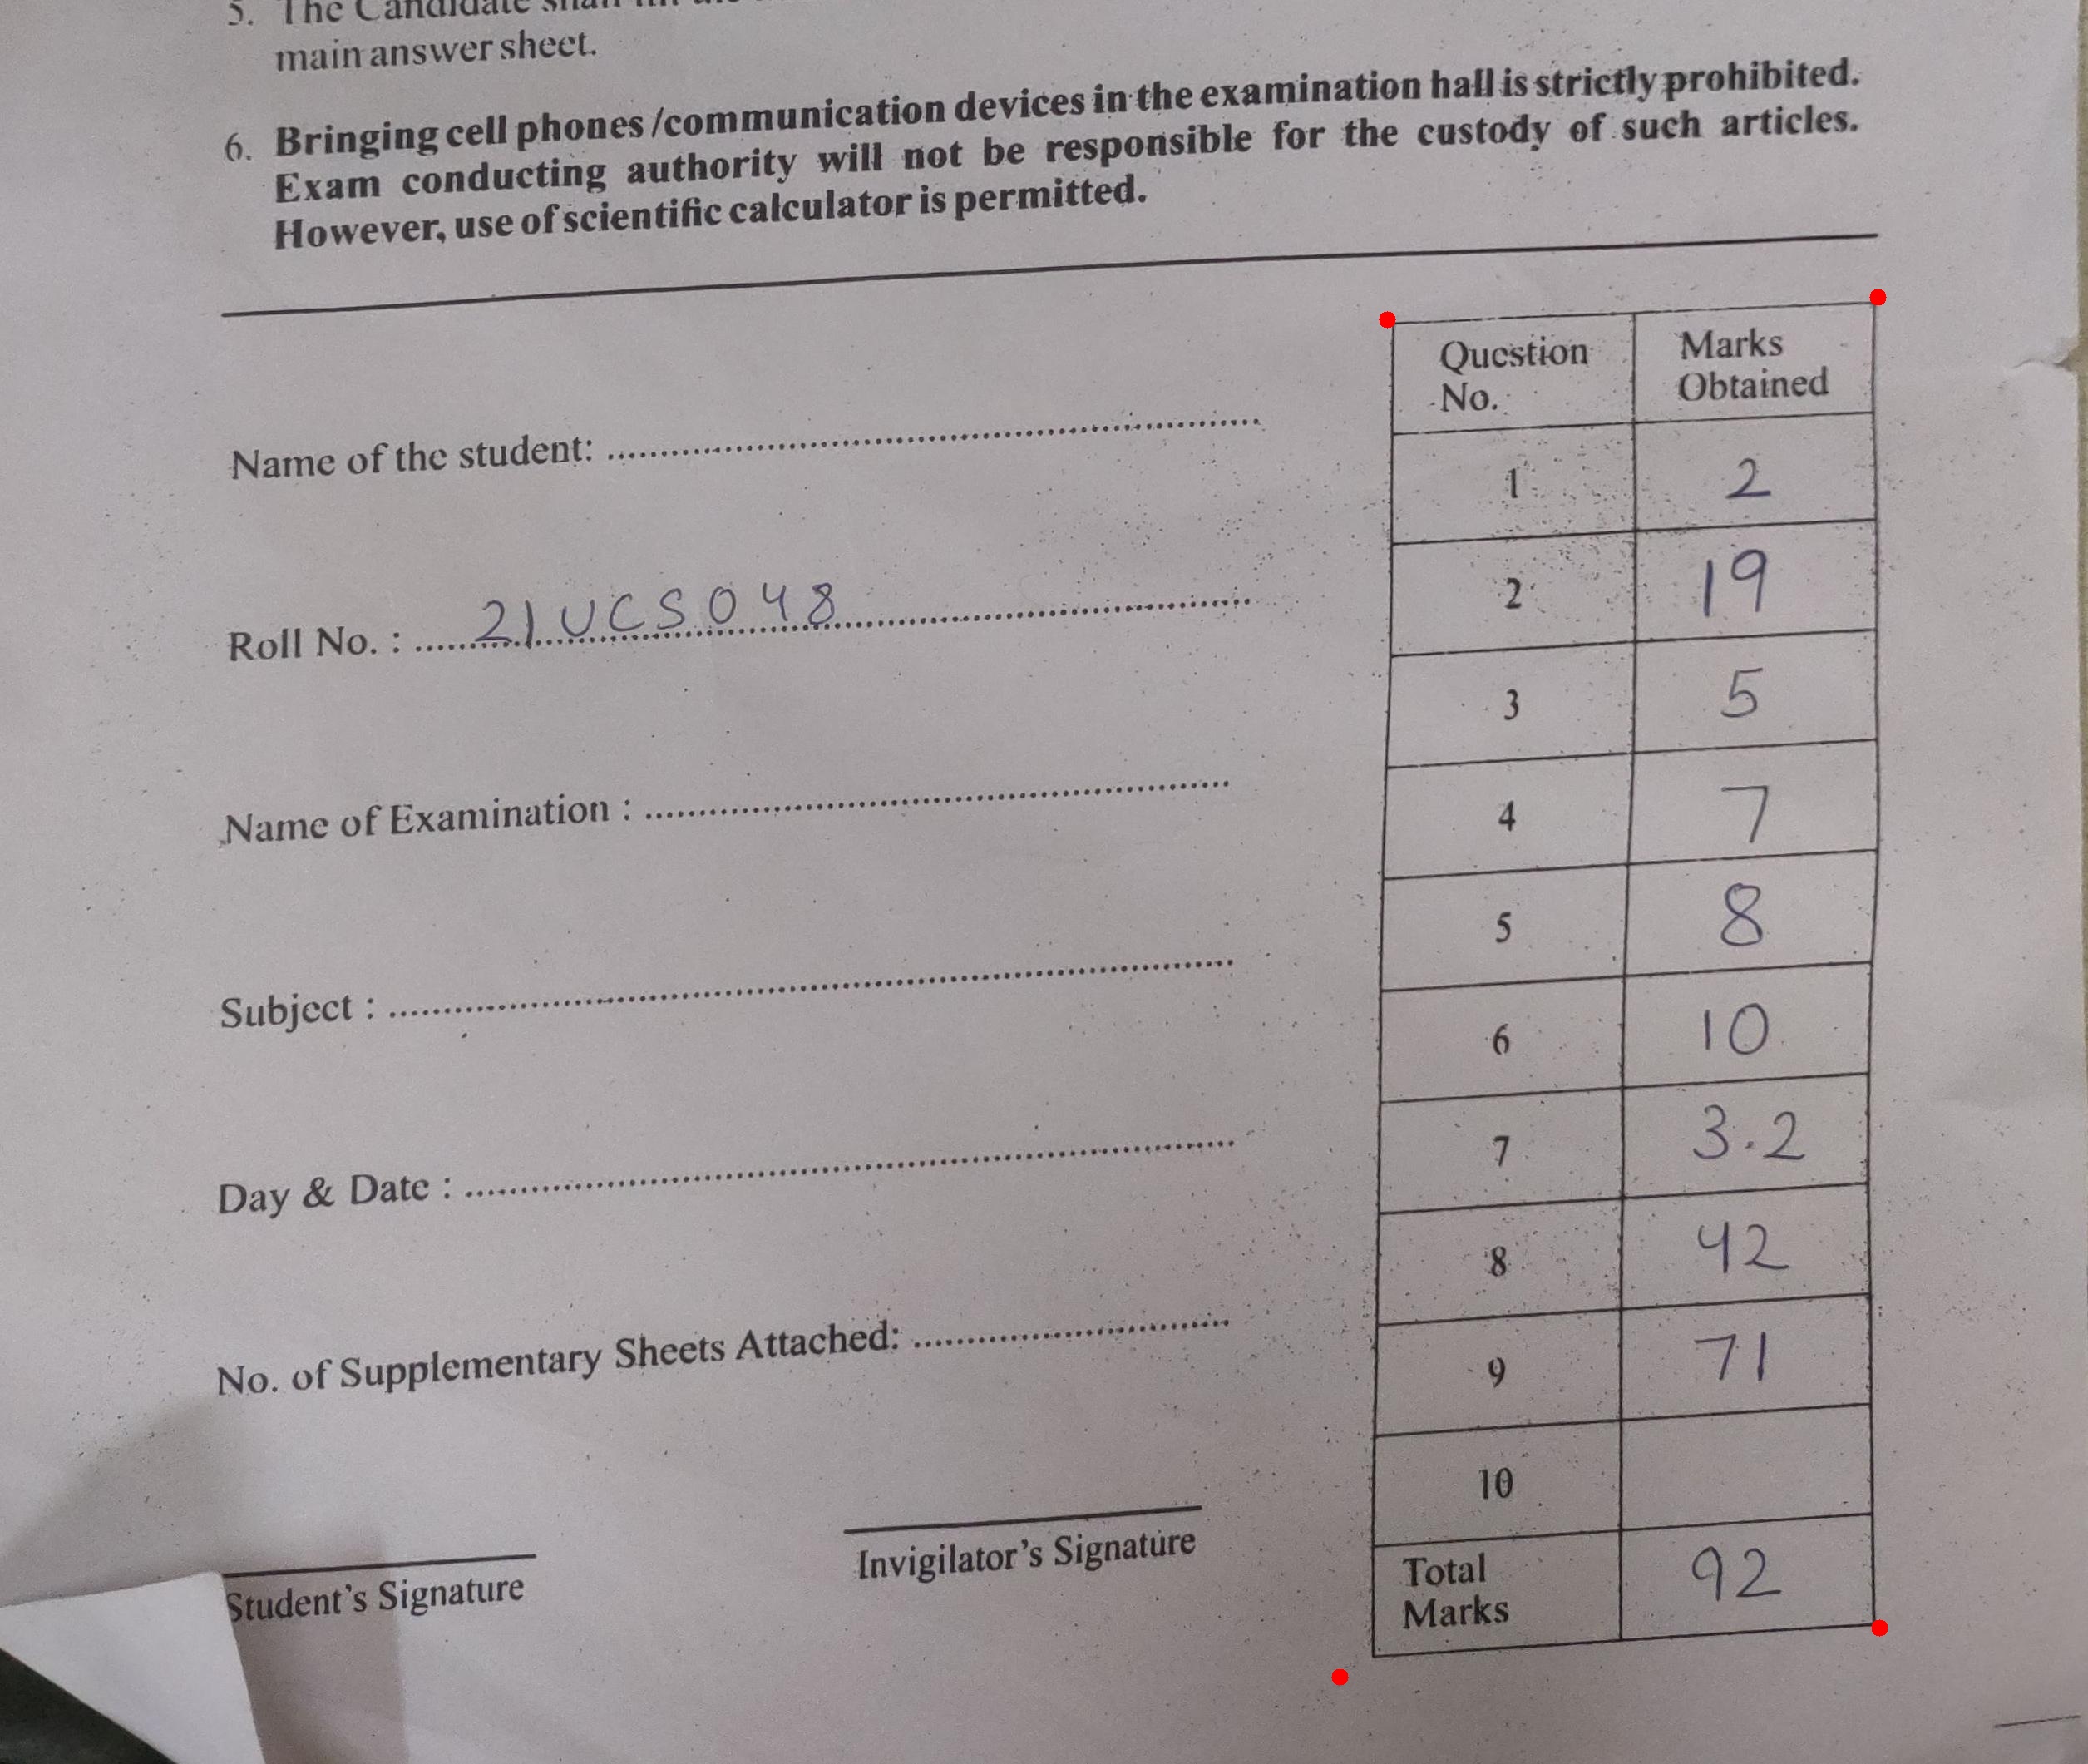 5. The Candidate shall
main answer sheet.
6. Bringing cell phones /communication devices in the examination hall is strictly prohibited.
Exam conducting authority will not be responsible for the custody of such articles.
However, use of scientific calculator is permitted.
Name of the student: ..........
Roll No. : ..... 21UCS048 ..........
Name of Examination : ..........
Subject : ..........
Day & Date : ..........
No. of Supplementary Sheets Attached: ..........
Student's Signature
Invigilator's Signature
Question No. Marks Obtained
1 2
2 19
3 5
4 7
5 8
6 10
7 3.2
8 42
9 71
10
Total Marks 92